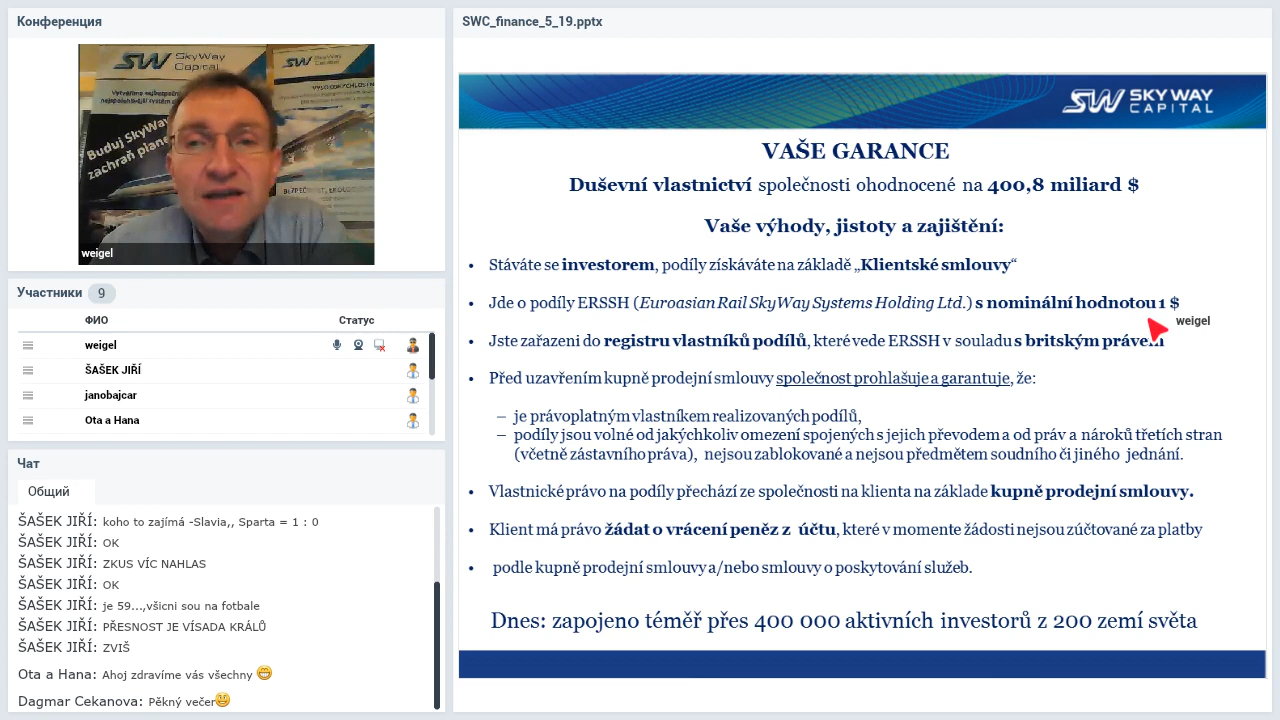 Конференция
SKY WAY
CAPITAL
Buduj SkyWay
zachraň plane
weigel
Участники 9
ФИО Статус
weigel
ŠAŠEK JIŘÍ
janobajcar
Ota a Hana
Чат
Общий
ŠAŠEK JIŘÍ: koho to zajímá -Slavia,, Sparta = 1 : 0
ŠAŠEK JIŘÍ: OK
ŠAŠEK JIŘÍ: ZKUS VÍC NAHLAS
ŠAŠEK JIŘÍ: OK
ŠAŠEK JIŘÍ: je 59...,všicni sou na fotbale
ŠAŠEK JIŘÍ: PŘESNOST JE VÍSADA KRÁLŮ
ŠAŠEK JIŘÍ: ZVIŠ
Ota a Hana: Ahoj zdravíme vás všechny
Dagmar Cekanova: Pěkný večer
SWC_finance_5_19.pptx
SW SKY WAY
CAPITAL
VAŠE GARANCE
Duševní vlastnictví společnosti ohodnocené na 400,8 miliard $
Vaše výhody, jistoty a zajištění:
• Stáváte se investorem, podíly získáváte na základě „Klientské smlouvy“
• Jde o podíly ERSSH (Euroasian Rail SkyWay Systems Holding Ltd.) s nominální hodnotou 1 $
weigel
• Jste zařazeni do registru vlastníků podílů, které vede ERSSH v souladu s britským právem
• Před uzavřením kupně prodejní smlouvy společnost prohlašuje a garantuje, že:
– je právoplatným vlastníkem realizovaných podílů,
– podíly jsou volné od jakýchkoliv omezení spojených s jejich převodem a od práv a nároků třetích stran
(včetně zástavního práva), nejsou zablokované a nejsou předmětem soudního či jiného jednání.
• Vlastnické právo na podíly přechází ze společnosti na klienta na základe kupně prodejní smlouvy.
• Klient má právo žádat o vrácení peněz z účtu, které v momente žádosti nejsou zúčtované za platby
• podle kupně prodejní smlouvy a/nebo smlouvy o poskytování služeb.
Dnes: zapojeno téměř přes 400 000 aktivních investorů z 200 zemí světa